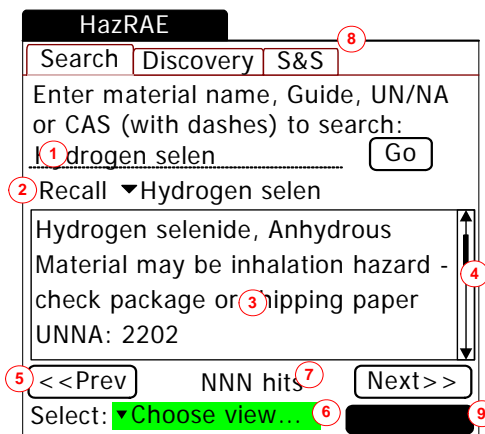 HazRAE
8
Search Discovery S&S
Enter material name, Guide, UN/NA
or CAS (with dashes) to search:
1
Hydrogen selen Go
2 Recall Hydrogen selen
Hydrogen selenide, Anhydrous
Material may be inhalation hazard -
4
check package or shipping paper
3
UNNA: 2202
5 <<Prev NNN hits 7 Next>>
Select: Choose view... 6 9